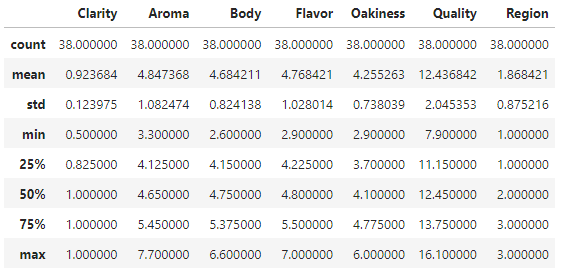 Clarity Aroma Body Flavor Oakiness Quality Region
count 38.000000 38.000000 38.000000 38.000000 38.000000 38.000000 38.000000
mean 0.923684 4.847368 4.684211 4.768421 4.255263 12.436842 1.868421
std 0.123975 1.082474 0.824138 1.028014 0.738039 2.045353 0.875216
min 0.500000 3.300000 2.600000 2.900000 2.900000 7.900000 1.000000
25% 0.825000 4.125000 4.150000 4.225000 3.700000 11.150000 1.000000
50% 1.000000 4.650000 4.750000 4.800000 4.100000 12.450000 2.000000
75% 1.000000 5.450000 5.375000 5.500000 4.775000 13.750000 3.000000
max 1.000000 7.700000 6.600000 7.000000 6.000000 16.100000 3.000000